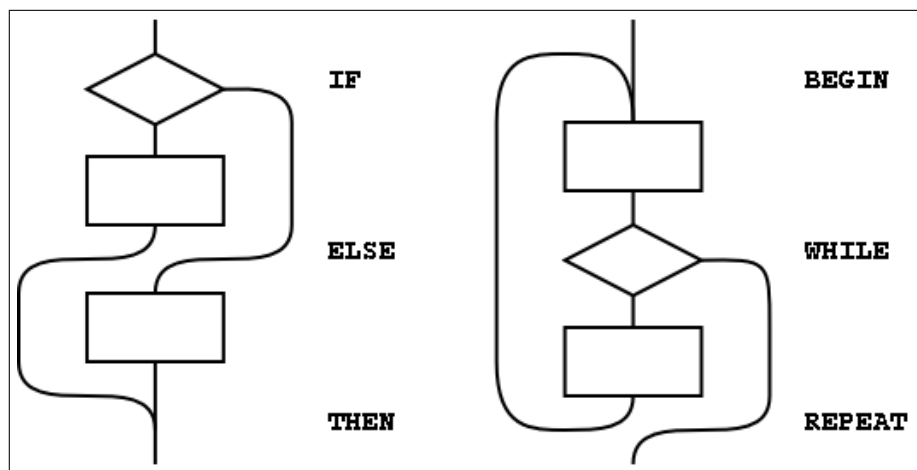 IF
ELSE
THEN
BEGIN
WHILE
REPEAT